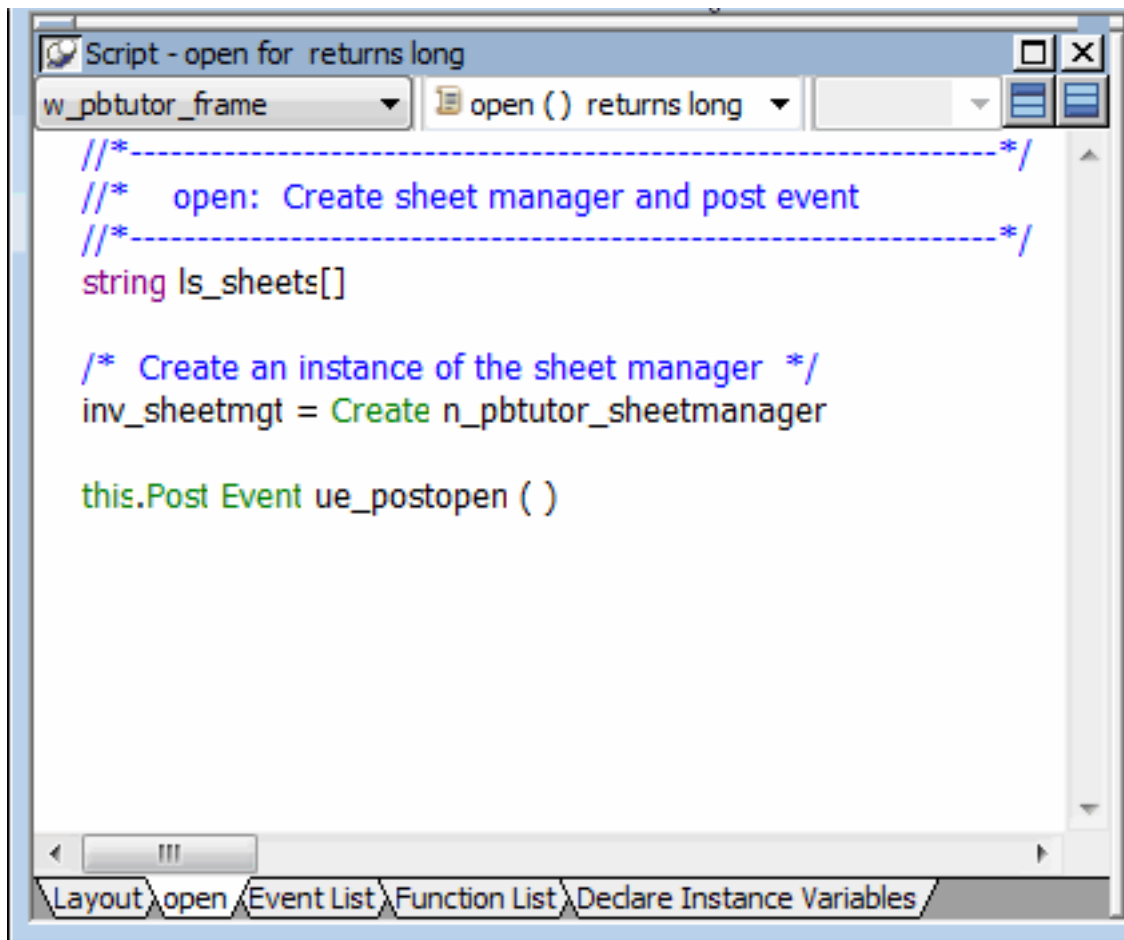 Script - open for returns long
w_pbtutor_frame open () returns long
//*-----------------------------------------------------------------*/
//* open: Create sheet manager and post event
//*-----------------------------------------------------------------*/
string ls_sheets[]
/* Create an instance of the sheet manager */
inv_sheetmgt = Create n_pbtutor_sheetmanager
this.Post Event ue_postopen ( )
Layout open Event List Function List Declare Instance Variables